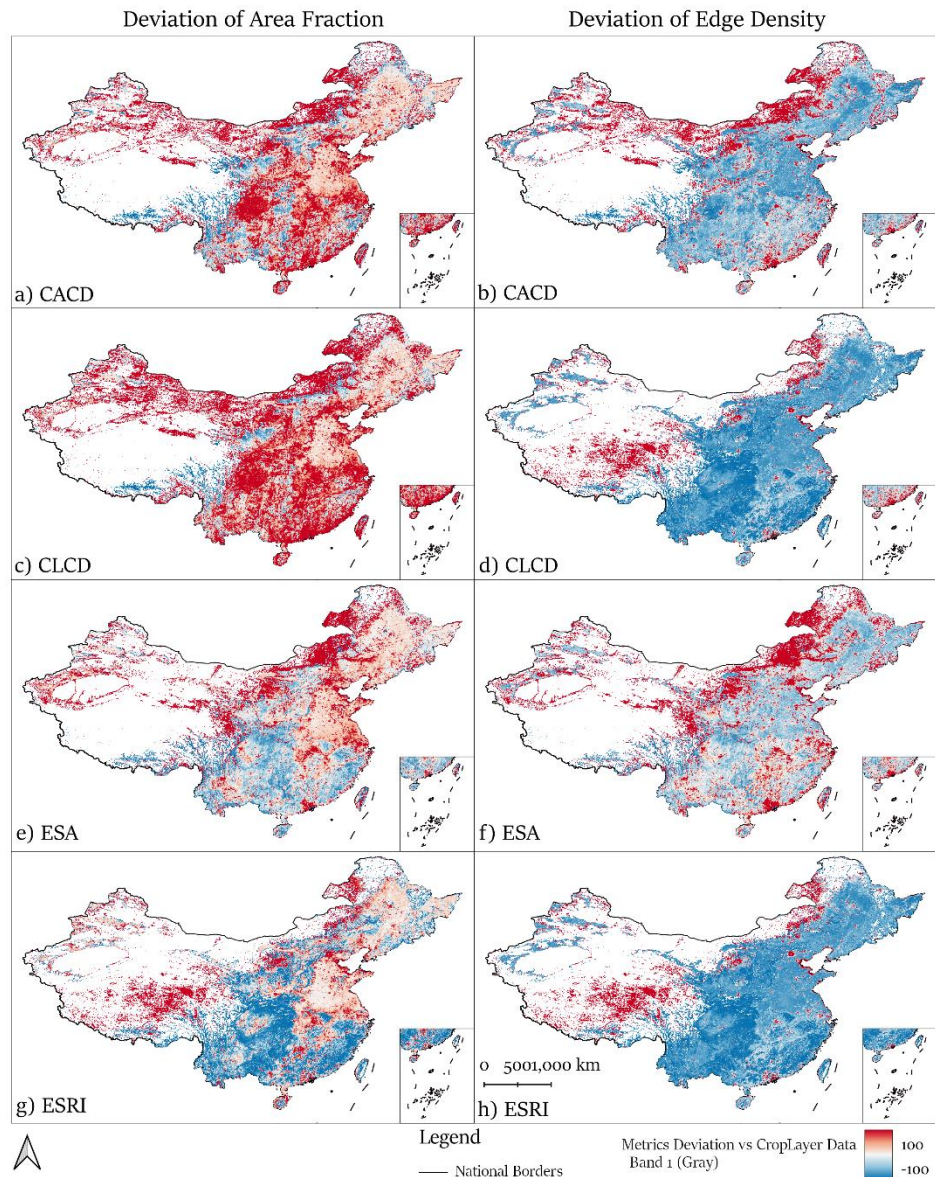 Deviation of Area Fraction
Deviation of Edge Density
a) CACD
b) CACD
c) CLCD
d) CLCD
e) ESA
f) ESA
g) ESRI
0 5001,000 km
h) ESRI
Legend
National Borders
Metrics Deviation vs CropLayer Data
Band 1 (Gray)
100
-100